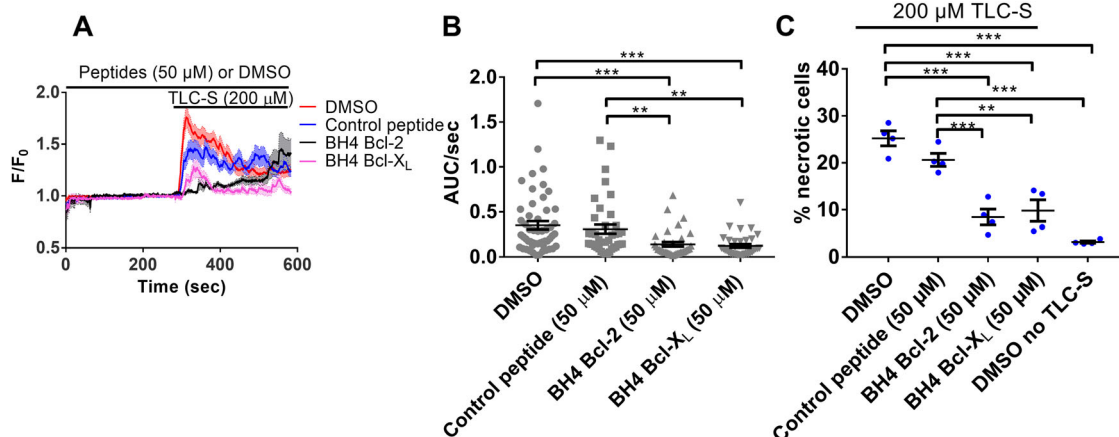 A
Peptides (50 μM) or DMSO
TLC-S (200 μM)
2.0
1.5
1.0
0.5
F/F0
0
200
400
600
Time (sec)
DMSO
Control peptide
BH4 Bcl-2
BH4 Bcl-XL
B
***
***
**
**
2.0
1.5
1.0
0.5
0.0
AUC/sec
DMSO
Control peptide (50 μM)
BH4 Bcl-2 (50 μM)
BH4 Bcl-XL (50 μM)
C
200 μM TLC-S
***
***
***
***
**
***
40
30
20
10
0
% necrotic cells
DMSO
Control peptide (50 μM)
BH4 Bcl-2 (50 μM)
BH4 Bcl-XL (50 μM)
DMSO no TLC-S